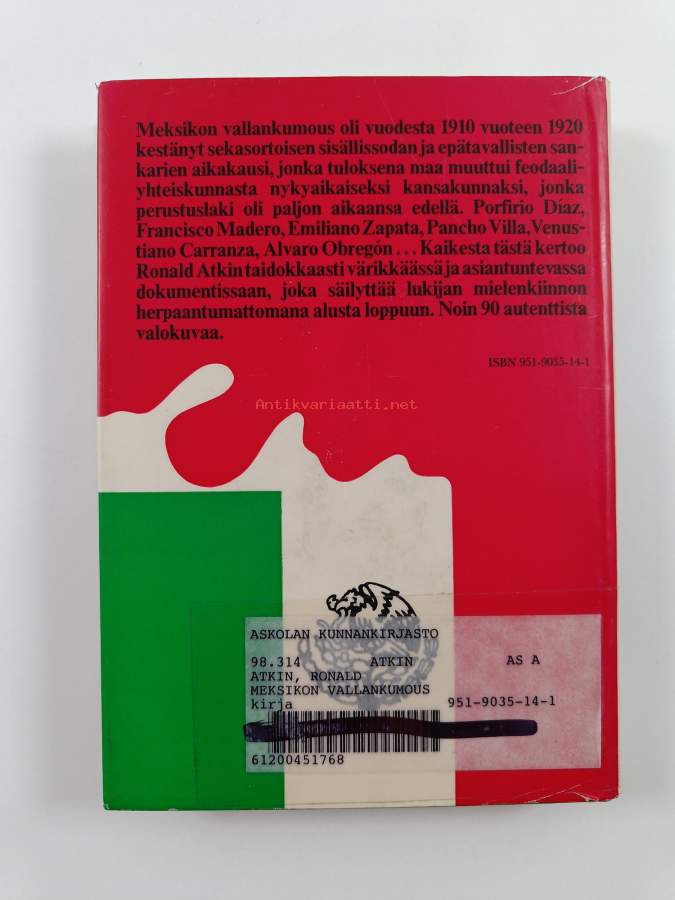 Meksikon vallankumous oli vuodesta 1910 vuoteen 1920
kestänyt sekasortoisen sisällissodan ja epätavallisten san-
karien aikakausi, jonka tuloksena maa muuttui feodaali-
yhteiskunnasta nykyaikaiseksi kansakunnaksi, jonka
perustuslaki oli paljon aikaansa edellä. Porfirio Díaz,
Francisco Madero, Emiliano Zapata, Pancho Villa, Venus-
tiano Carranza, Alvaro Obregón ... Kaikesta tästä kertoo
Ronald Atkin taidokkaasti värikkäässä ja asiantuntevassa
dokumentissaan, joka säilyttää lukijan mielenkiinnon
herpaantumattomana alusta loppuun. Noin 90 autenttista
valokuvaa.
ISBN 951-9035-14-1
Antikvariaatti.net
ASKOLAN KUNNANKIRJASTO
98.314 ATKIN AS A
ATKIN, RONALD
MEKSIKON VALLANKUMOUS
kirja 951-9035-14-1
61200451768